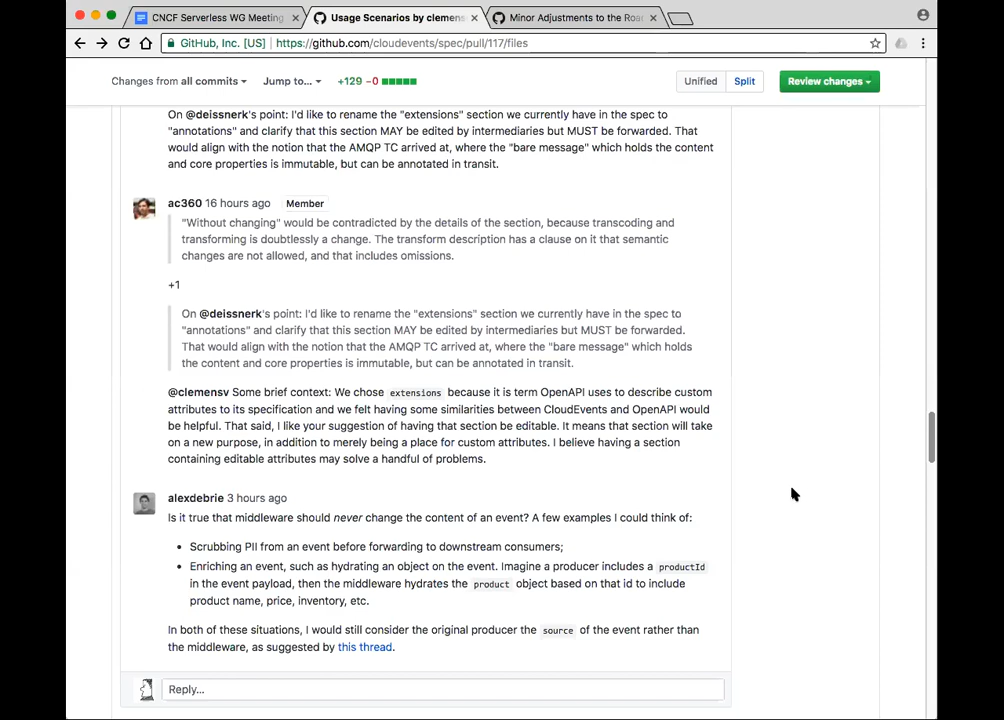 CNCF Serverless WG Meeting
Usage Scenarios by clemens
Minor Adjustments to the Roa
GitHub, Inc. [US] https://github.com/cloudevents/spec/pull/117/files
Changes from all commits Jump to... +129 −0 Unified Split Review changes
On @deissnerk's point: I'd like to rename the "extensions" section we currently have in the spec to
"annotations" and clarify that this section MAY be edited by intermediaries but MUST be forwarded. That
would align with the notion that the AMQP TC arrived at, where the "bare message" which holds the content
and core properties is immutable, but can be annotated in transit.
ac360 16 hours ago Member
"Without changing" would be contradicted by the details of the section, because transcoding and
transforming is doubtlessly a change. The transform description has a clause on it that semantic
changes are not allowed, and that includes omissions.
+1
On @deissnerk's point: I'd like to rename the "extensions" section we currently have in the spec to
"annotations" and clarify that this section MAY be edited by intermediaries but MUST be forwarded.
That would align with the notion that the AMQP TC arrived at, where the "bare message" which holds
the content and core properties is immutable, but can be annotated in transit.
@clemensv Some brief context: We chose extensions because it is term OpenAPI uses to describe custom
attributes to its specification and we felt having some similarities between CloudEvents and OpenAPI would
be helpful. That said, I like your suggestion of having that section be editable. It means that section will take
on a new purpose, in addition to merely being a place for custom attributes. I believe having a section
containing editable attributes may solve a handful of problems.
alexdebrie 3 hours ago
Is it true that middleware should never change the content of an event? A few examples I could think of:
• Scrubbing PII from an event before forwarding to downstream consumers;
• Enriching an event, such as hydrating an object on the event. Imagine a producer includes a productId
in the event payload, then the middleware hydrates the product object based on that id to include
product name, price, inventory, etc.
In both of these situations, I would still consider the original producer the source of the event rather than
the middleware, as suggested by this thread.
Reply...